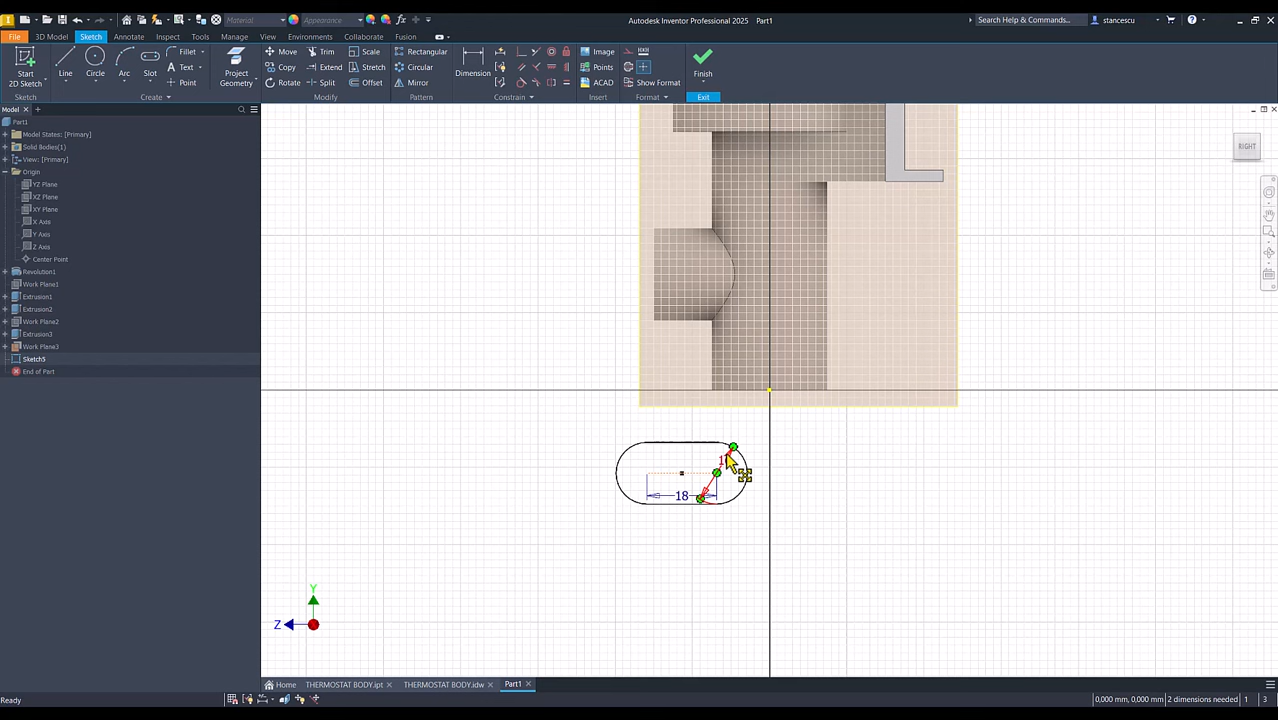 Material
Appearance
Autodesk Inventor Professional 2025 Part1
Search Help & Commands...
stancescu
File
3D Model
Sketch
Annotate
Inspect
Tools
Manage
View
Environments
Collaborate
Fusion
Start
2D Sketch
Line
Circle
Arc
Slot
Fillet
Text
Point
Project
Geometry
Move
Copy
Rotate
Trim
Extend
Split
Scale
Stretch
Offset
Rectangular
Circular
Mirror
Dimension
Image
Points
ACAD
Show Format
Finish
Sketch
Create
Modify
Pattern
Constrain
Insert
Format
Exit
Model
Part1
Model States: [Primary]
Solid Bodies(1)
View: [Primary]
Origin
YZ Plane
XZ Plane
XY Plane
X Axis
Y Axis
Z Axis
Center Point
Revolution1
Work Plane1
Extrusion1
Extrusion2
Work Plane2
Extrusion3
Work Plane3
Sketch5
End of Part
RIGHT
18
Y
Z
Home
THERMOSTAT BODY.ipt
THERMOSTAT BODY.idw
Part1
Ready
0,000 mm, 0,000 mm
2 dimensions needed
1
3